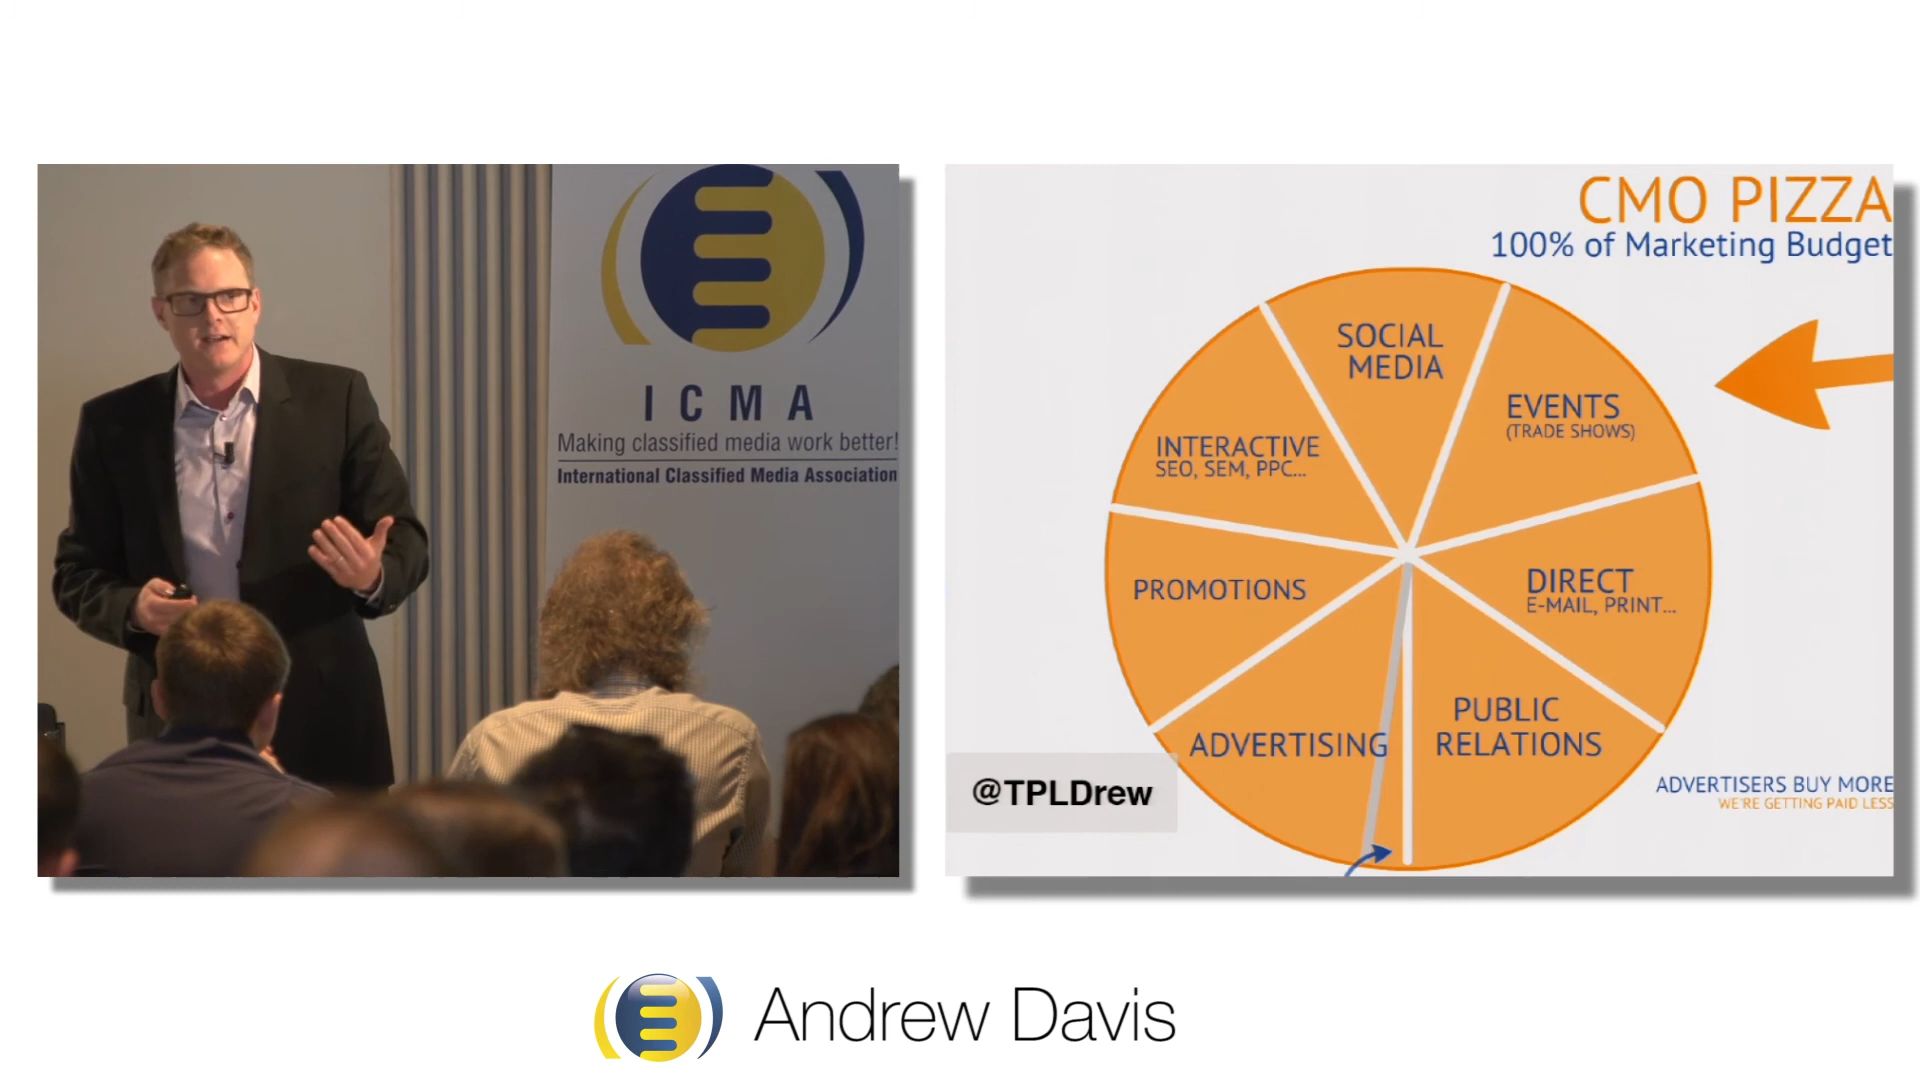 I C M A
Making classified media work better!
International Classified Media Association
CMO PIZZA
100% of Marketing Budget
SOCIAL
MEDIA
EVENTS
(TRADE SHOWS)
INTERACTIVE
SEO, SEM, PPC...
PROMOTIONS
DIRECT
E-MAIL, PRINT...
PUBLIC
RELATIONS
ADVERTISING
@TPLDrew
ADVERTISERS BUY MORE
WE'RE GETTING PAID LESS
Andrew Davis